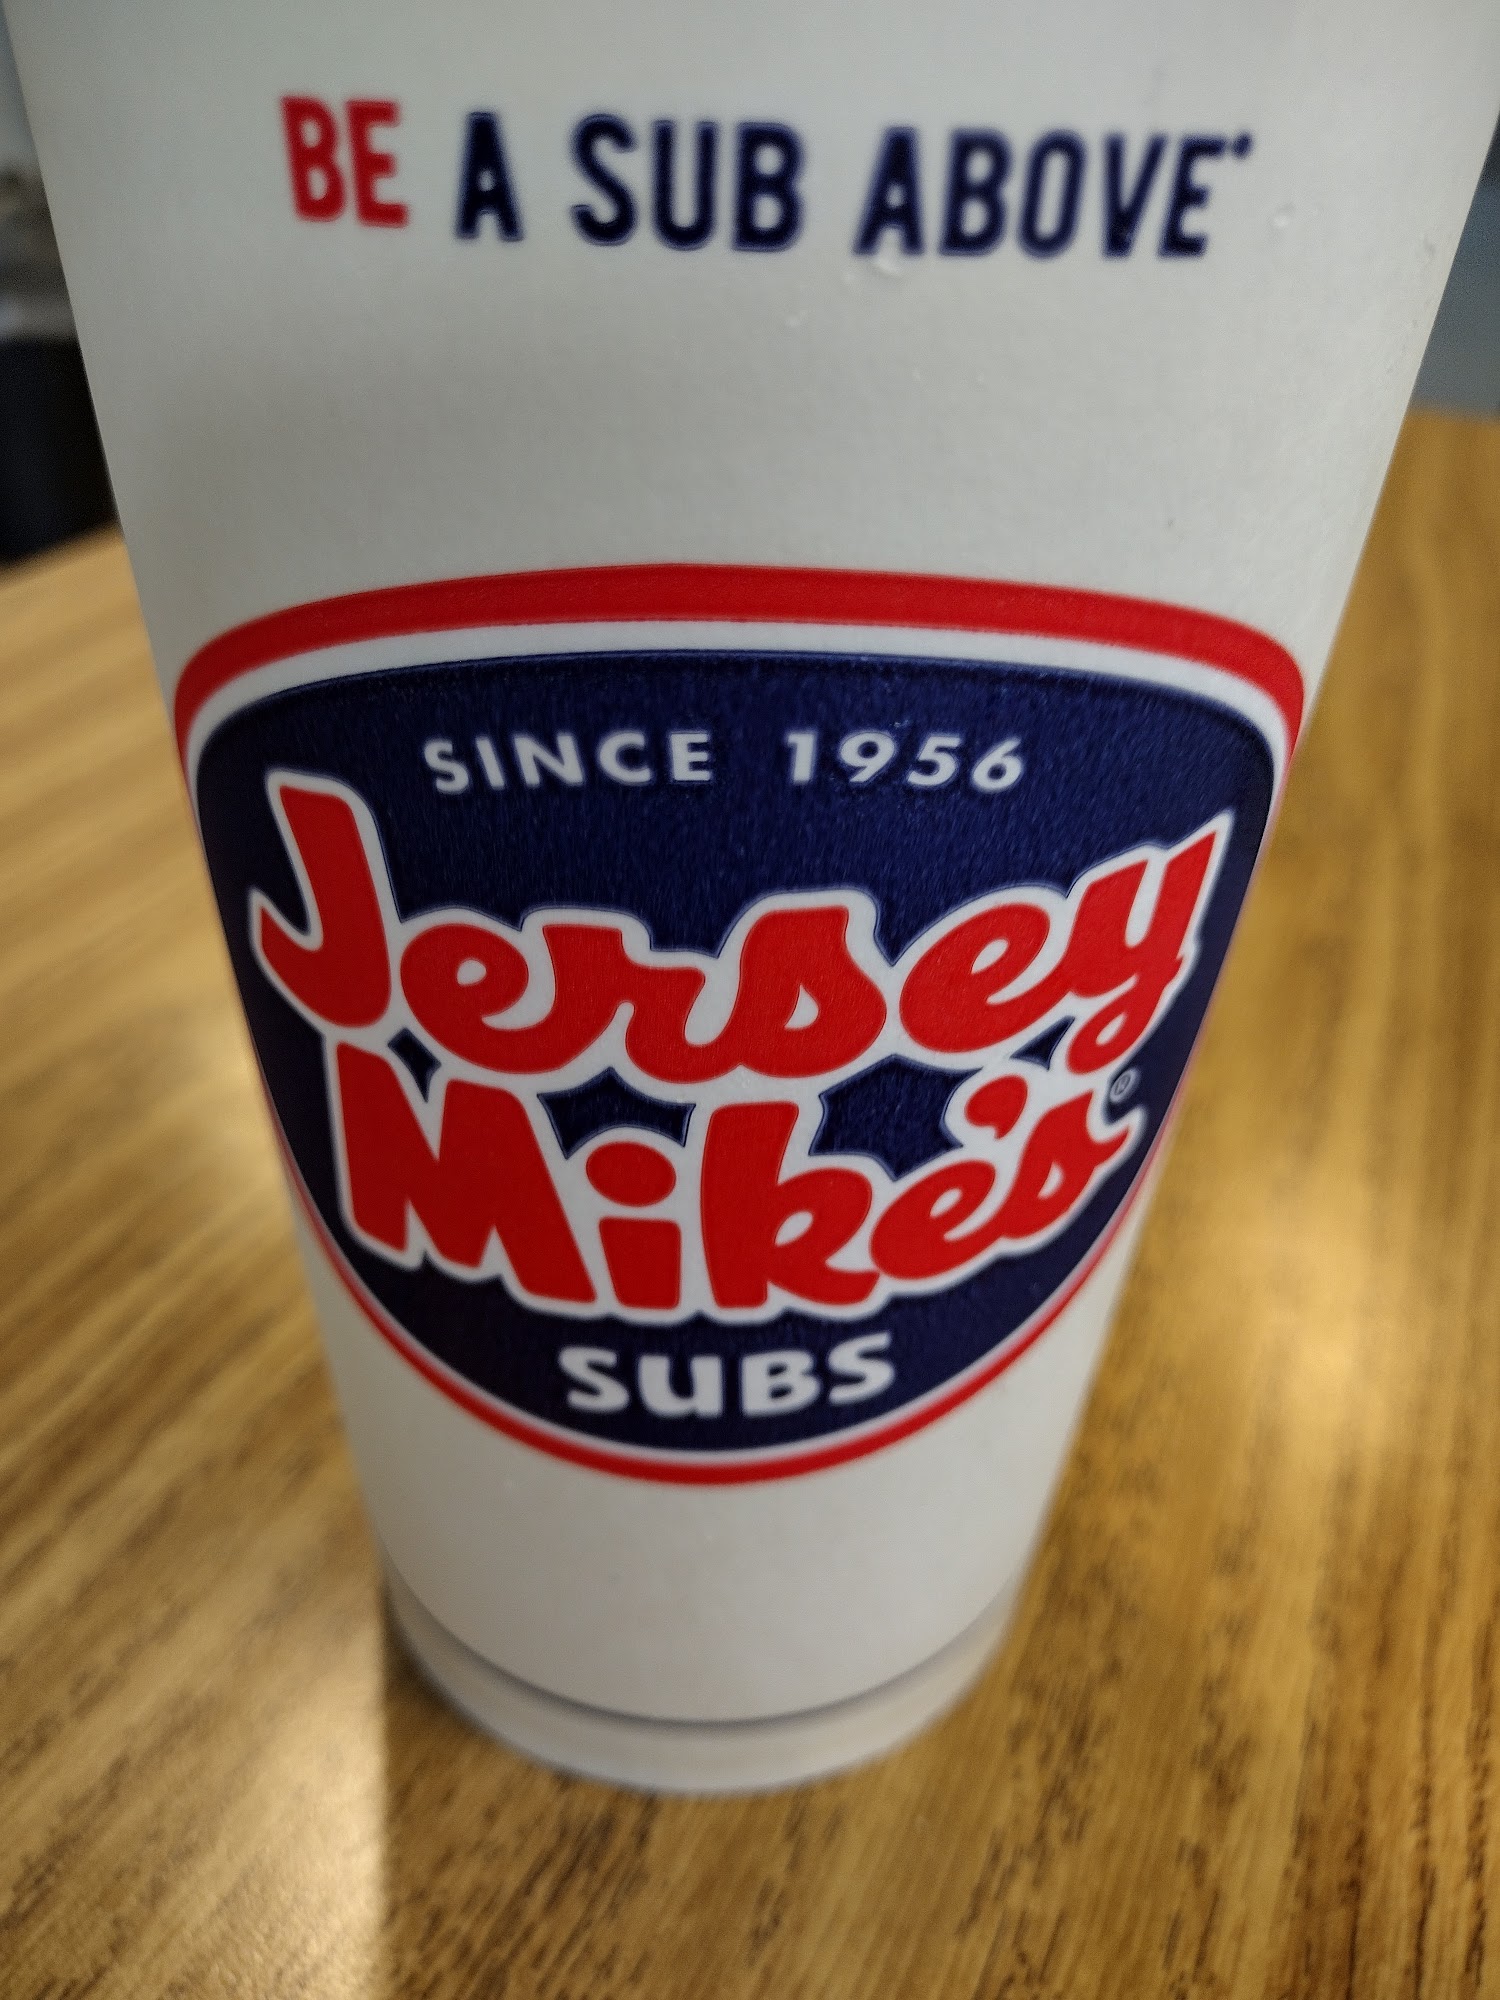 BE A SUB ABOVE
SINCE 1956
Jersey
Mike's®
SUBS